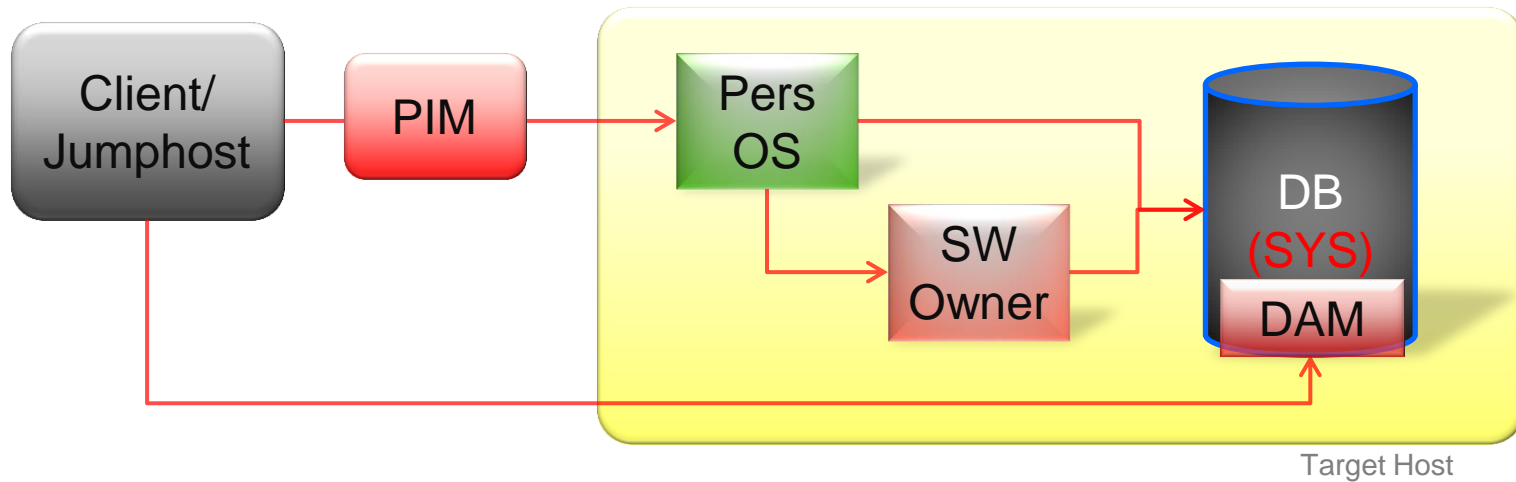 Client/
Jumphost
PIM
Pers
OS
SW
Owner
DB
(SYS)
DAM
Target Host